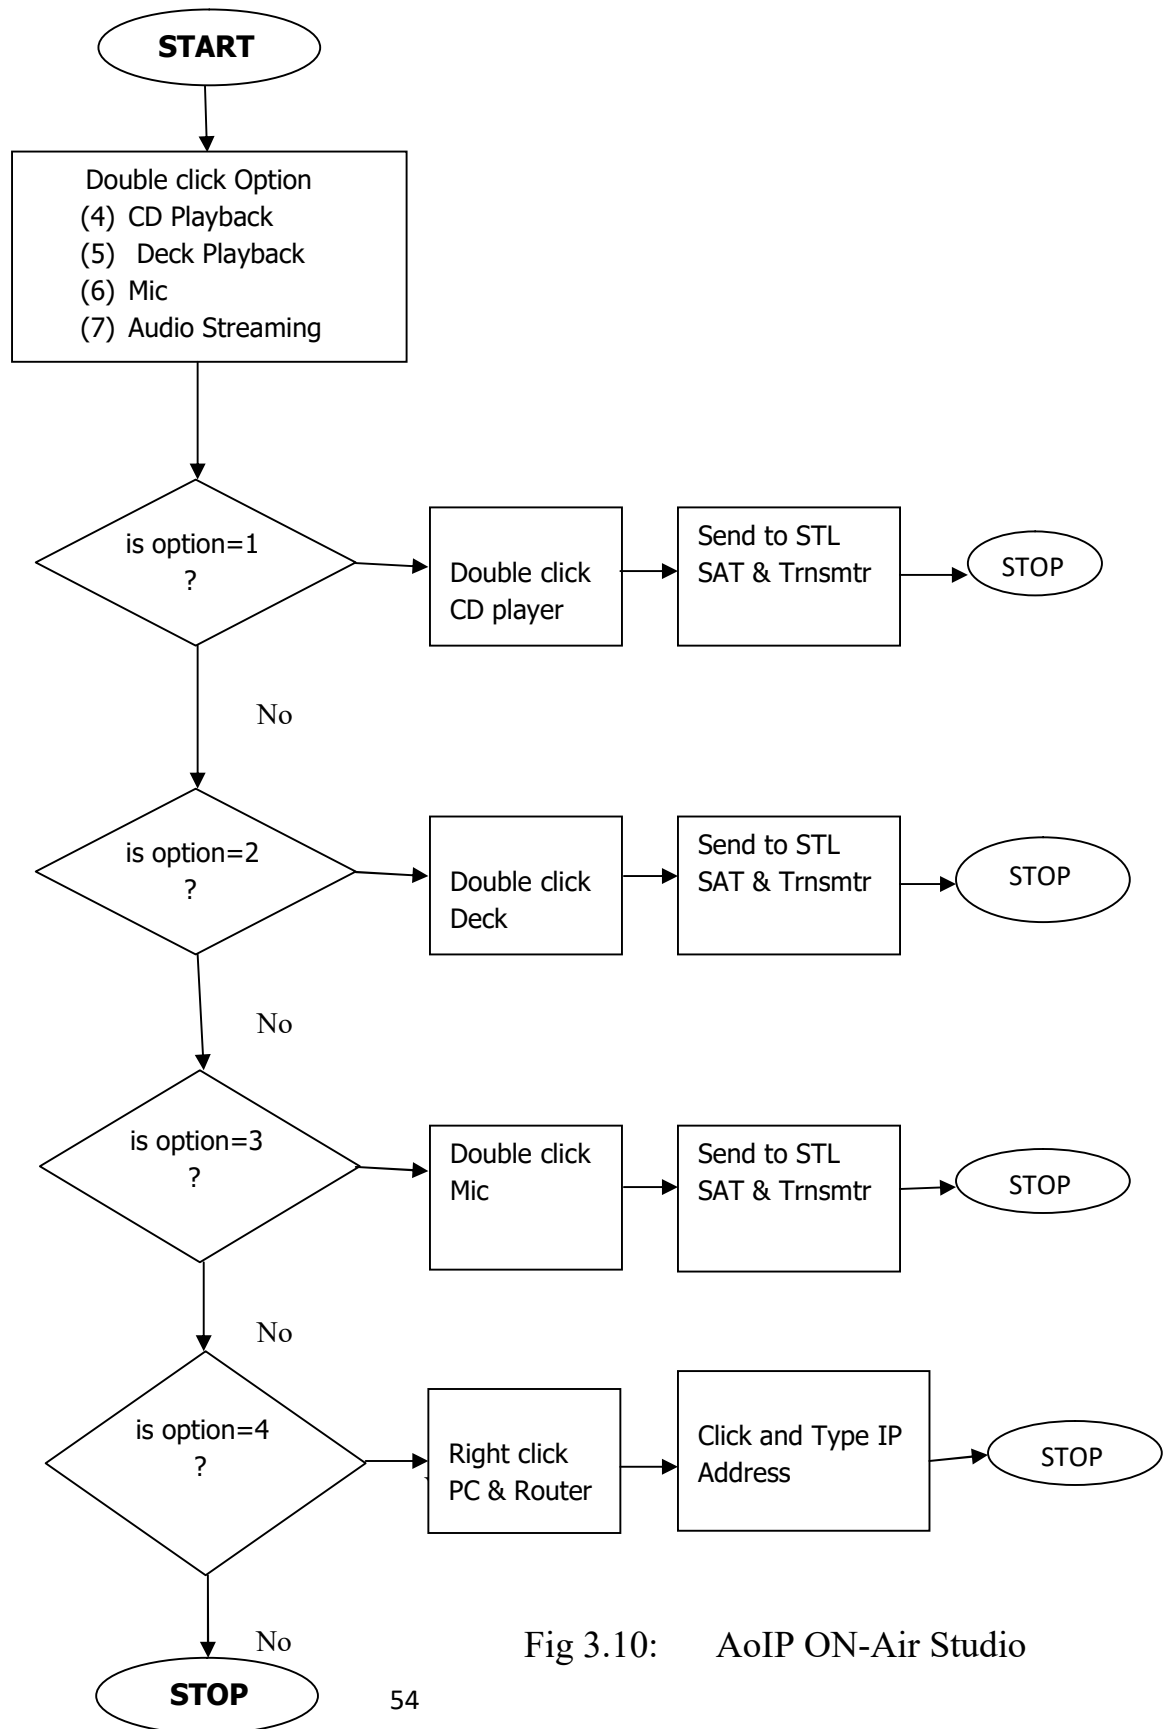 START
Double click Option
(4) CD Playback
(5) Deck Playback
(6) Mic
(7) Audio Streaming
is option=1
?
Double click
CD player
Send to STL
SAT & Trnsmtr
STOP
No
is option=2
?
Double click
Deck
Send to STL
SAT & Trnsmtr
STOP
No
is option=3
?
Double click
Mic
Send to STL
SAT & Trnsmtr
STOP
No
is option=4
?
Right click
PC & Router
Click and Type IP
Address
STOP
No
STOP
Fig 3.10: AoIP ON-Air Studio
54